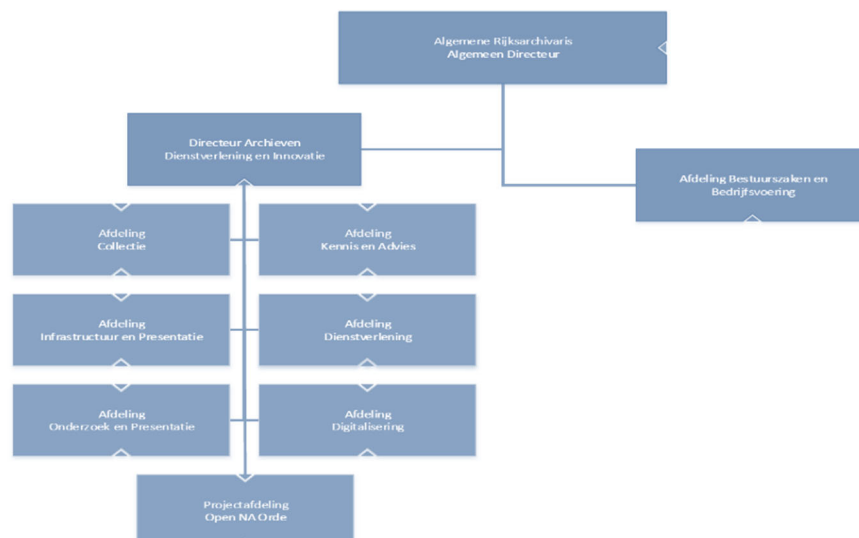 Algemene Rijksarchivaris
Algemeen Directeur
Directeur Archieven
Dienstverlening en Innovatie
Afdeling Bestuurszaken en
Bedrijfsvoering
Afdeling
Collectie
Afdeling
Kennis en Advies
Afdeling
Infrastructuur en Presentatie
Afdeling
Dienstverlening
Afdeling
Onderzoek en Presentatie
Afdeling
Digitalisering
Projectafdeling
Open NA Orde